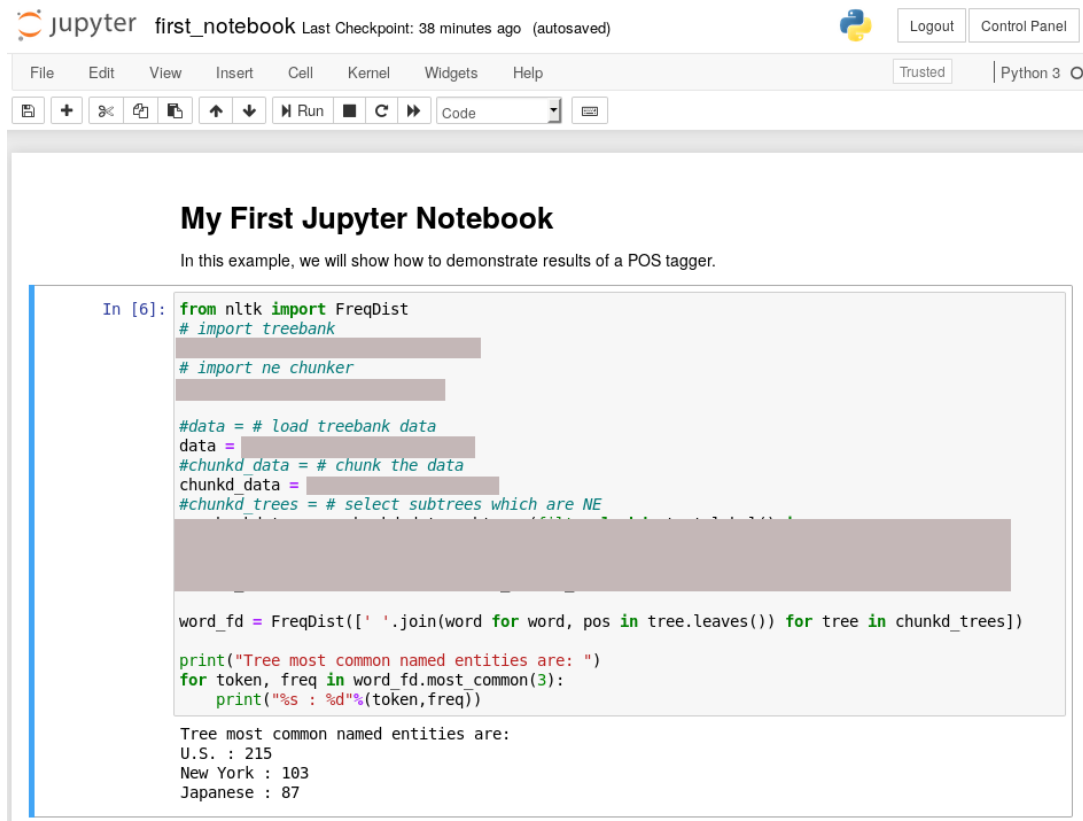 jupyter first_notebook Last Checkpoint: 38 minutes ago (autosaved) Logout Control Panel
File Edit View Insert Cell Kernel Widgets Help Trusted Python 3
Run Code
My First Jupyter Notebook
In this example, we will show how to demonstrate results of a POS tagger.
In [6]: from nltk import FreqDist
# import treebank
# import ne chunker
#data = # load treebank data
data =
#chunkd_data = # chunk the data
chunkd_data =
#chunkd_trees = # select subtrees which are NE
word_fd = FreqDist([' '.join(word for word, pos in tree.leaves()) for tree in chunkd_trees])
print("Tree most common named entities are: ")
for token, freq in word_fd.most_common(3):
    print("%s : %d"%(token,freq))
Tree most common named entities are:
U.S. : 215
New York : 103
Japanese : 87